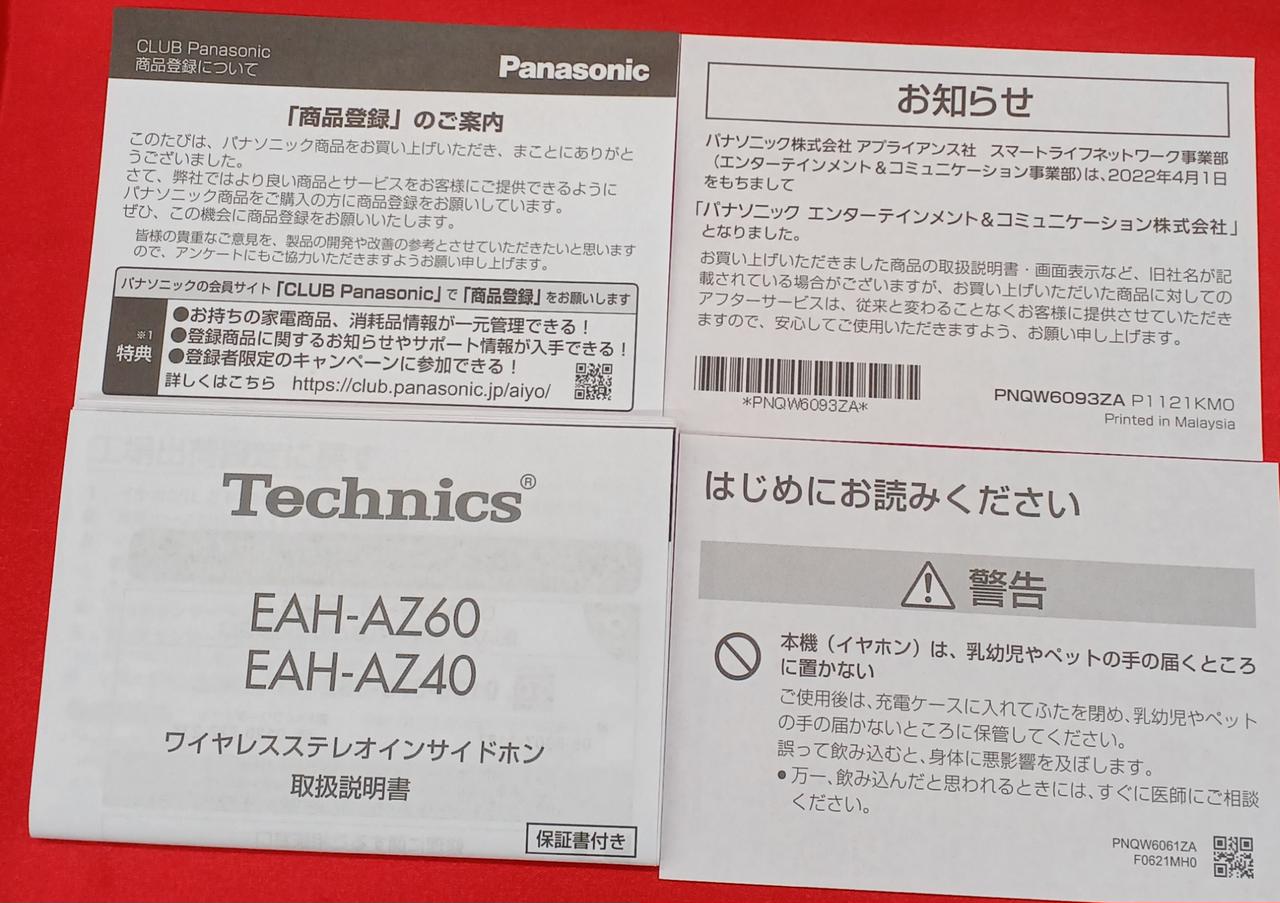 CLUB Panasonic
商品登録について
Panasonic
「商品登録」のご案内
このたびは、パナソニック商品をお買い上げいただき、まことにありがと
うございました。
さて、弊社ではより良い商品とサービスをお客様にご提供できるように
パナソニック商品をご購入の方に商品登録をお願いしています。
ぜひ、この機会に商品登録をお願いいたします。
皆様の貴重なご意見を、製品の開発や改善の参考とさせていただきたいと思います
ので、アンケートにもご協力いただきますようお願い申し上げます。
パナソニックの会員サイト「CLUB Panasonic」で「商品登録」をお願いします
※1
特典
●お持ちの家電商品、消耗品情報が一元管理できる!
●登録商品に関するお知らせやサポート情報が入手できる!
●登録者限定のキャンペーンに参加できる!
詳しくはこちら https://club.panasonic.jp/aiyo/
お知らせ
パナソニック株式会社 アプライアンス社 スマートライフネットワーク事業部
(エンターテインメント&コミュニケーション事業部)は、2022年4月1日
をもちまして
「パナソニック エンターテインメント&コミュニケーション株式会社」
となりました。
お買い上げいただきました商品の取扱説明書・画面表示など、旧社名が記
載されている場合がございますが、お買い上げいただいた商品に対しての
アフターサービスは、従来と変わることなくお客様に提供させていただき
ますので、安心してご使用いただきますよう、お願い申し上げます。
*PNQW6093ZA*
PNQW6093ZA P1121KM0
Printed in Malaysia
Technics®
EAH-AZ60
EAH-AZ40
ワイヤレスステレオインサイドホン
取扱説明書
保証書付き
はじめにお読みください
警告
本機(イヤホン)は、乳幼児やペットの手の届くところ
に置かない
ご使用後は、充電ケースに入れてふたを閉め、乳幼児やペット
の手の届かないところに保管してください。
誤って飲み込むと、身体に悪影響を及ぼします。
●万一、飲み込んだと思われるときには、すぐに医師にご相談
ください。
PNQW6061ZA
F0621MH0